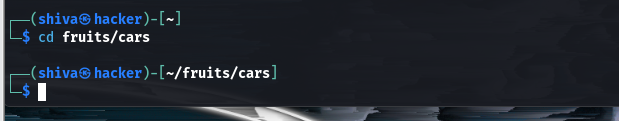 ┌──(shiva㉿hacker)-[~]
└─$ cd fruits/cars
┌──(shiva㉿hacker)-[~/fruits/cars]
└─$